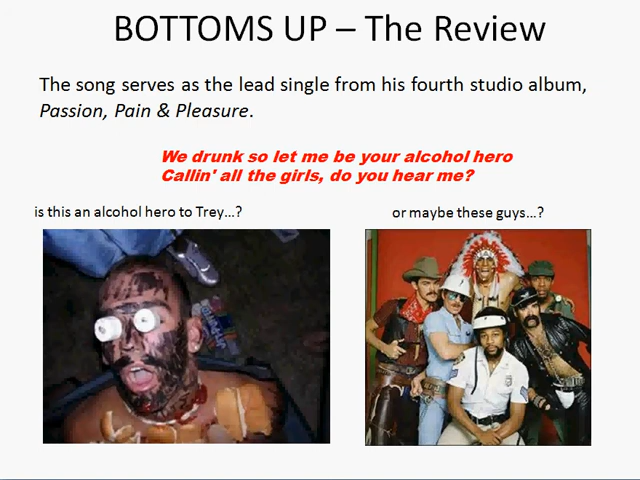 BOTTOMS UP – The Review
The song serves as the lead single from his fourth studio album,
Passion, Pain & Pleasure.
We drunk so let me be your alcohol hero
Callin' all the girls, do you hear me?
is this an alcohol hero to Trey...?
or maybe these guys...?